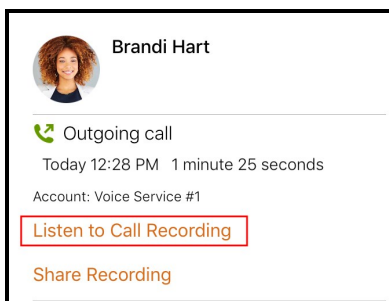 Brandi Hart
Outgoing call
Today 12:28 PM 1 minute 25 seconds
Account: Voice Service #1
Listen to Call Recording
Share Recording